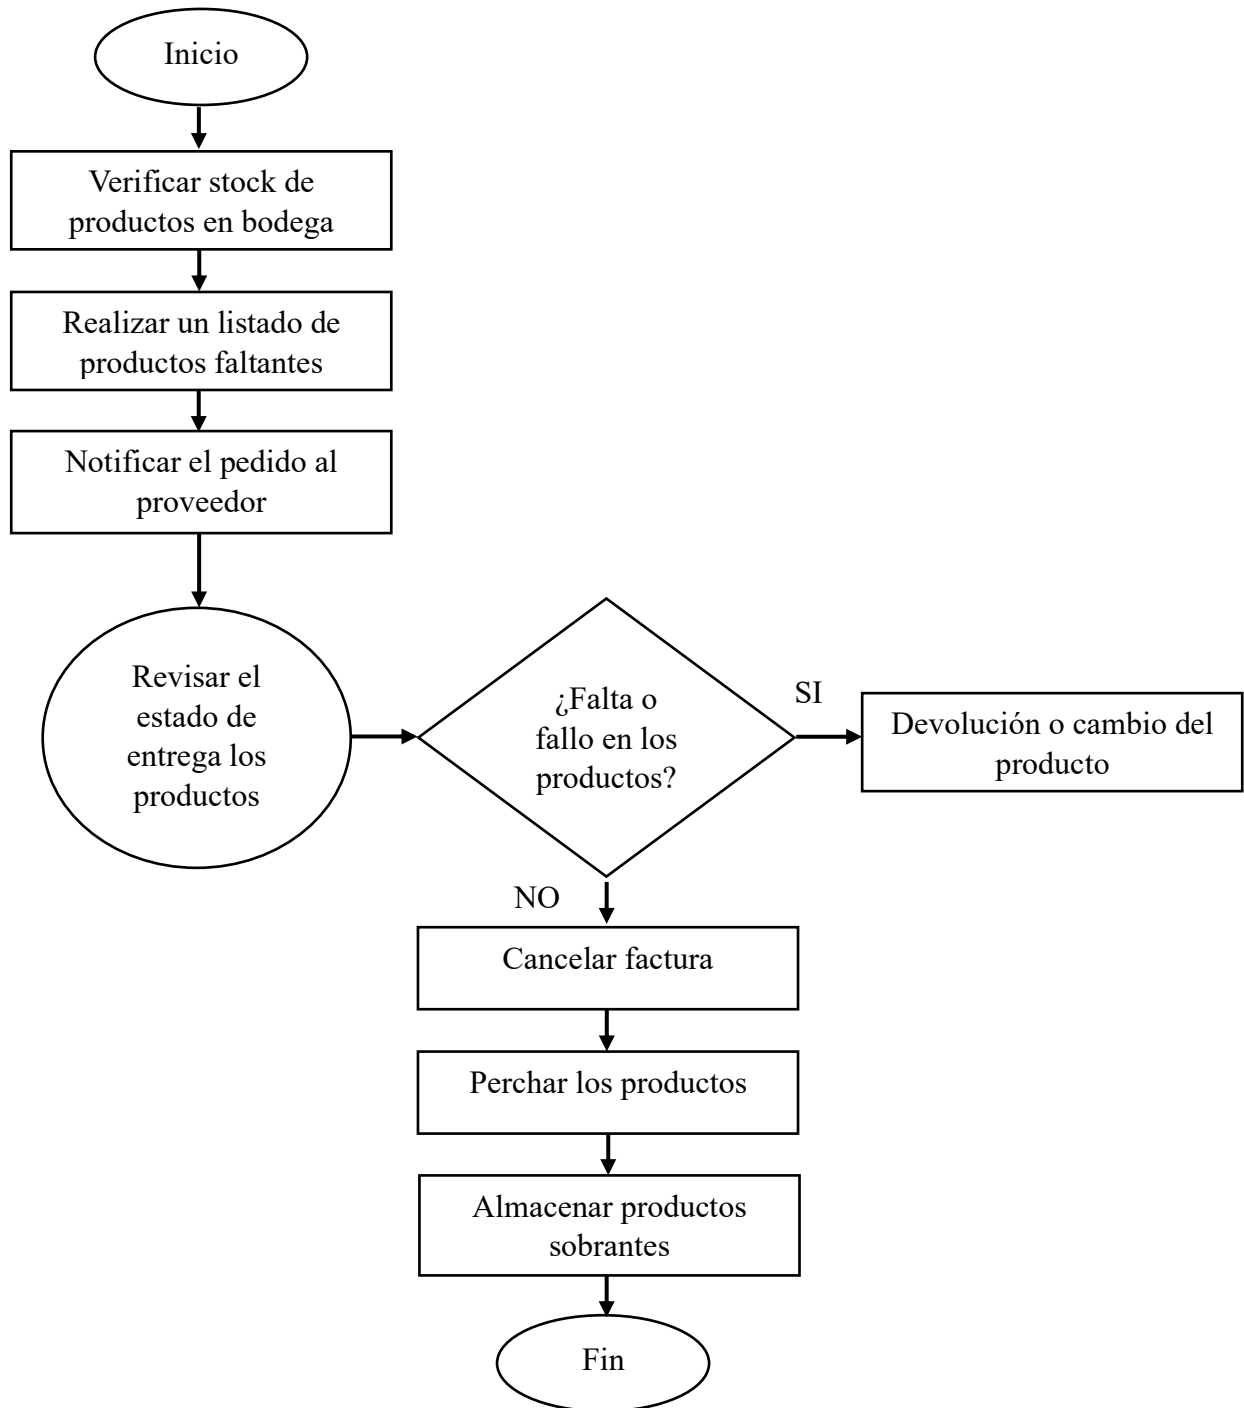 Inicio
Verificar stock de
productos en bodega
Realizar un listado de
productos faltantes
Notificar el pedido al
proveedor
Revisar el
estado de
entrega los
productos
¿Falta o
fallo en los
productos?
SI
Devolución o cambio del
producto
NO
Cancelar factura
Perchar los productos
Almacenar productos
sobrantes
Fin